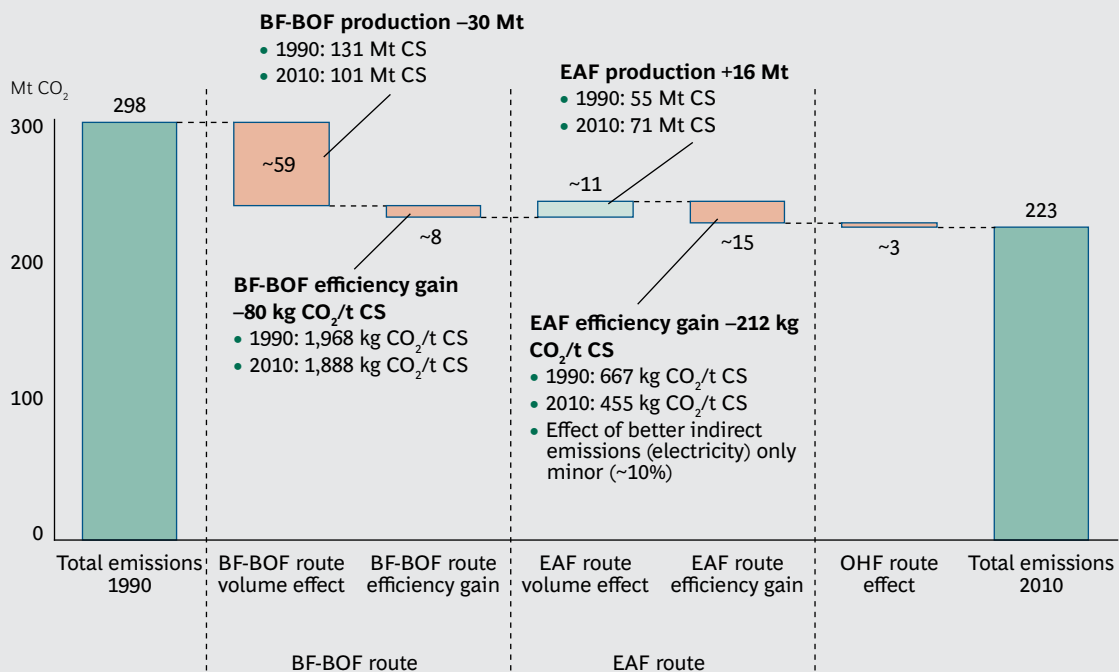 BF-BOF production –30 Mt
• 1990: 131 Mt CS
• 2010: 101 Mt CS
EAF production +16 Mt
• 1990: 55 Mt CS
• 2010: 71 Mt CS
Mt CO₂
300
200
100
0
298
~59
~8
~11
~15
~3
223
BF-BOF efficiency gain
–80 kg CO₂/t CS
• 1990: 1,968 kg CO₂/t CS
• 2010: 1,888 kg CO₂/t CS
EAF efficiency gain –212 kg
CO₂/t CS
• 1990: 667 kg CO₂/t CS
• 2010: 455 kg CO₂/t CS
• Effect of better indirect
emissions (electricity) only
minor (~10%)
Total emissions
1990
BF-BOF route
volume effect
BF-BOF route
efficiency gain
EAF route
volume effect
EAF route
efficiency gain
OHF route
effect
Total emissions
2010
BF-BOF route
EAF route